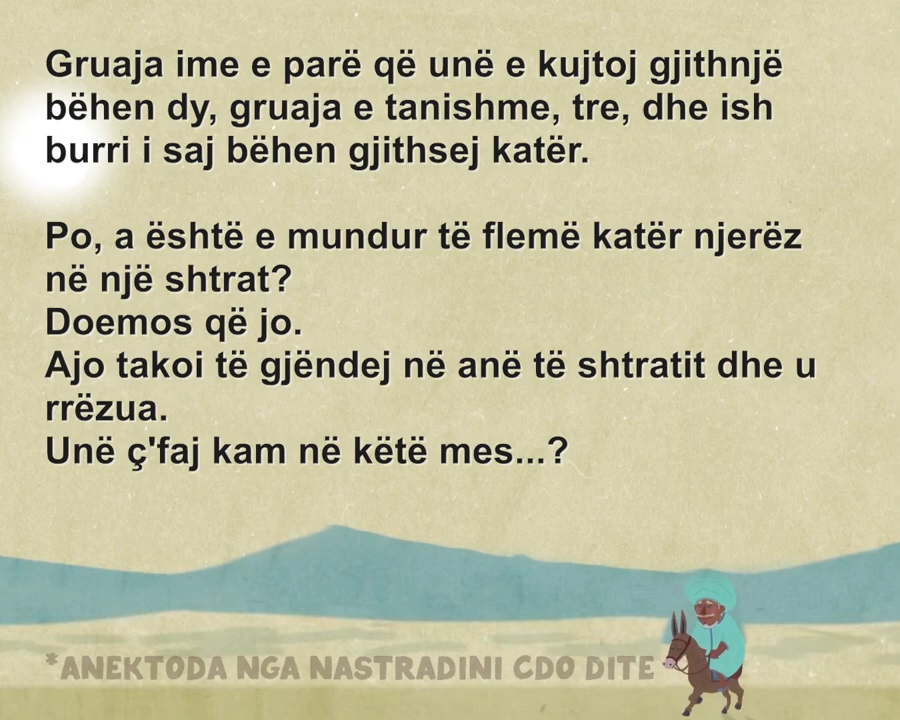 Gruaja ime e parë që unë e kujtoj gjithnjë
bëhen dy, gruaja e tanishme, tre, dhe ish
burri i saj bëhen gjithsej katër.
Po, a është e mundur të flemë katër njerëz
në një shtrat?
Doemos që jo.
Ajo takoi të gjëndej në anë të shtratit dhe u
rrëzua.
Unë ç'faj kam në këtë mes...?
*ANEKTODA NGA NASTRADINI CDO DITE